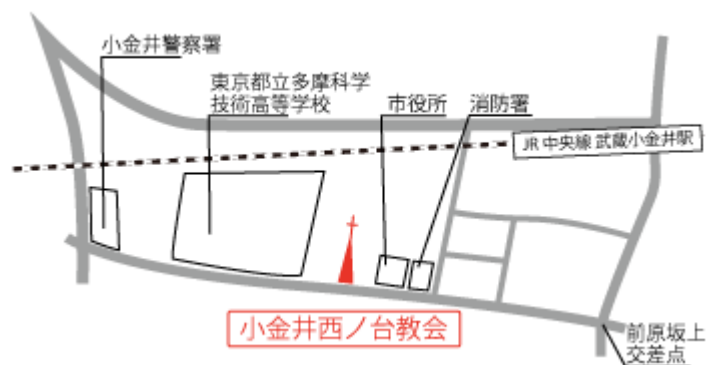 小金井警察署
東京都立多摩科学
技術高等学校
市役所
消防署
JR 中央線 武蔵小金井駅
小金井西ノ台教会
前原坂上
交差点